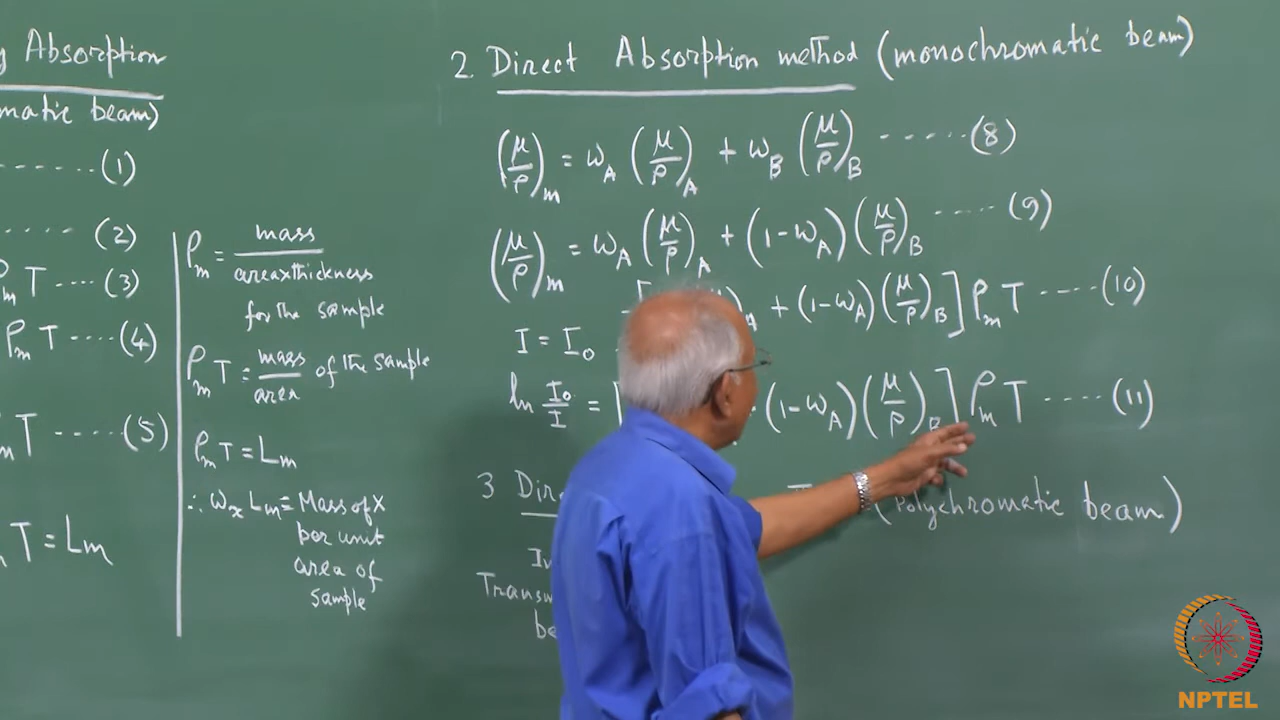 Absorption
matic beam)
------(1)
----- (2)
ρm T ---- (3)
ρm T ---- (4)
mT ---- (5)
T = Lm
ρm = mass / area x thickness
for the sample
ρm T = mass / area of the sample
ρm T = Lm
∴ ωx Lm = Mass of x
per unit
area of
sample
2. Direct Absorption method (monochromatic beam)
(μ/ρ)m = ωA (μ/ρ)A + ωB (μ/ρ)B ------ (8)
(μ/ρ)m = ωA (μ/ρ)A + (1-ωA) (μ/ρ)B ----- (9)
I = I0 + (1-ωA) (μ/ρ)B ] ρm T ---- (10)
ln I0/I = [ (1-ωA) (μ/ρ)B ] ρm T ---- (11)
3 (Polychromatic beam)
NPTEL